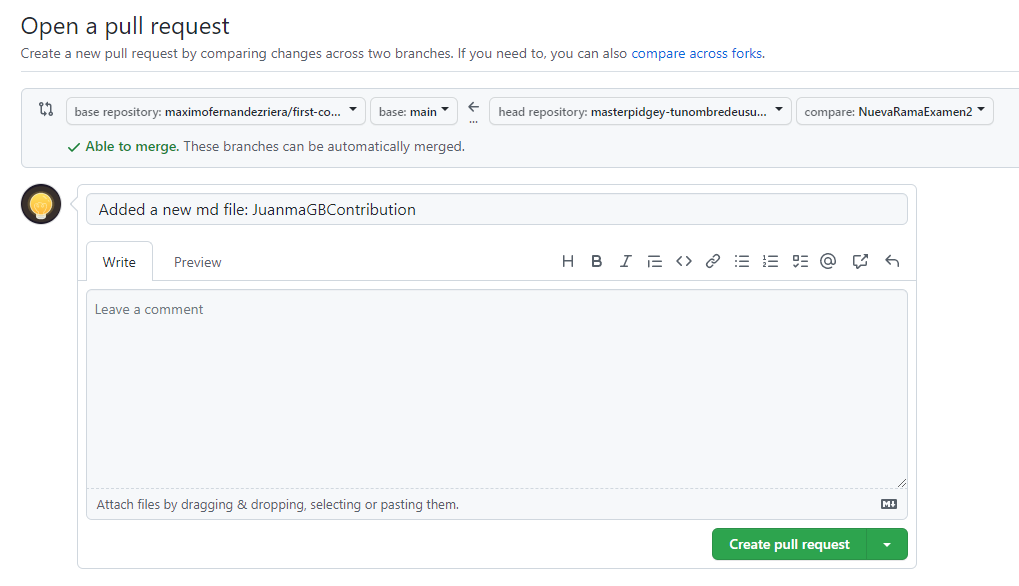 Open a pull request
Create a new pull request by comparing changes across two branches. If you need to, you can also compare across forks.
base repository: maximofernandezriera/first-co... base: main ... head repository: masterpidgey-tunombredeusu... compare: NuevaRamaExamen2
Able to merge. These branches can be automatically merged.
Added a new md file: JuanmaGBContribution
Write Preview
Leave a comment
Attach files by dragging & dropping, selecting or pasting them.
Create pull request